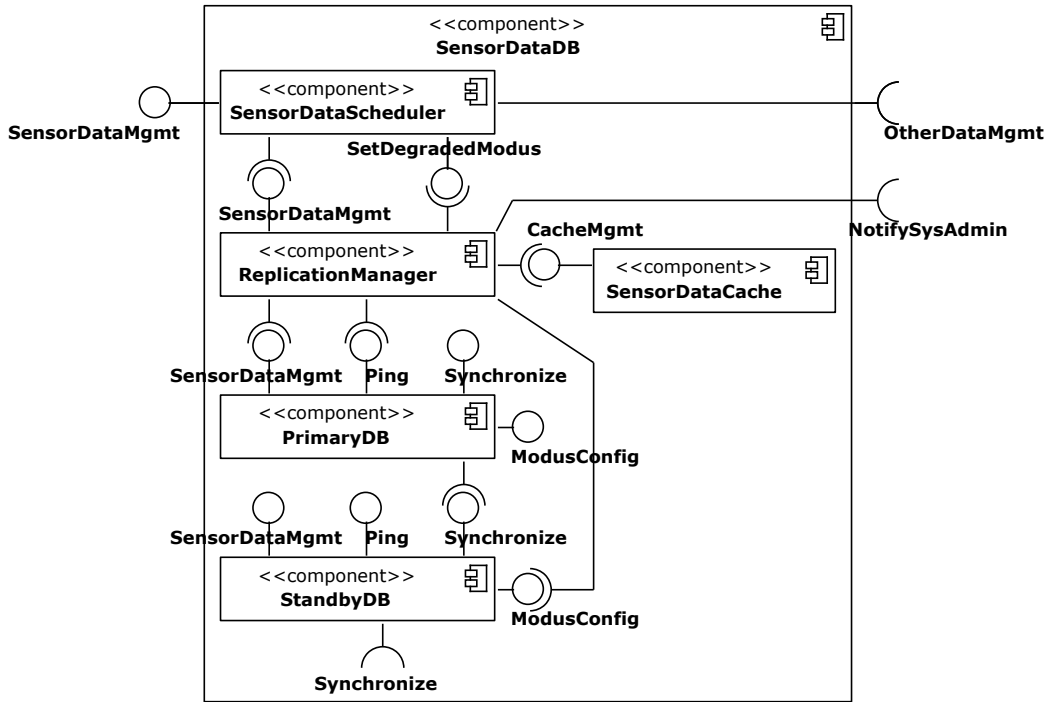 <<component>>
SensorDataDB
<<component>>
SensorDataScheduler
SensorDataMgmt
OtherDataMgmt
SetDegradedModus
SensorDataMgmt
NotifySysAdmin
CacheMgmt
<<component>>
ReplicationManager
<<component>>
SensorDataCache
SensorDataMgmt
Ping
Synchronize
<<component>>
PrimaryDB
ModusConfig
SensorDataMgmt
Ping
Synchronize
<<component>>
StandbyDB
ModusConfig
Synchronize